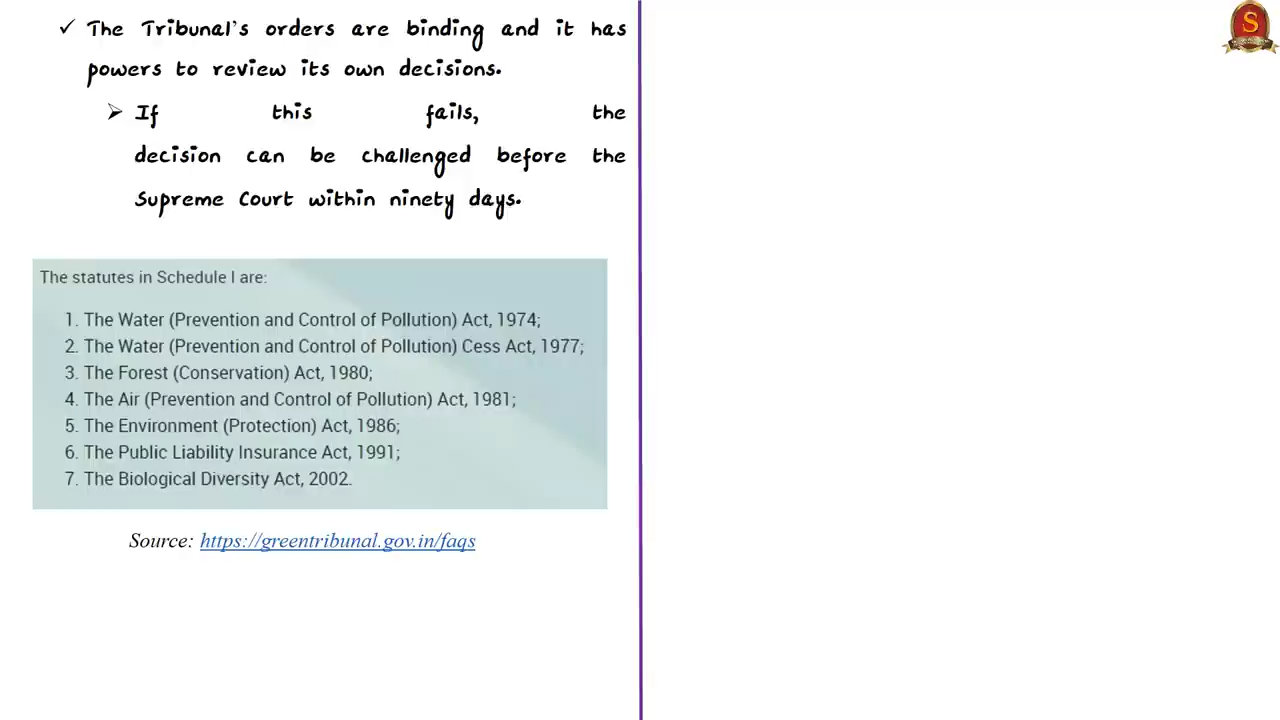 ✓ The Tribunal's orders are binding and it has
powers to review its own decisions.
➢ If this fails, the
decision can be challenged before the
Supreme Court within ninety days.
The statutes in Schedule I are:
1. The Water (Prevention and Control of Pollution) Act, 1974;
2. The Water (Prevention and Control of Pollution) Cess Act, 1977;
3. The Forest (Conservation) Act, 1980;
4. The Air (Prevention and Control of Pollution) Act, 1981;
5. The Environment (Protection) Act, 1986;
6. The Public Liability Insurance Act, 1991;
7. The Biological Diversity Act, 2002.
Source: https://greentribunal.gov.in/faqs
S